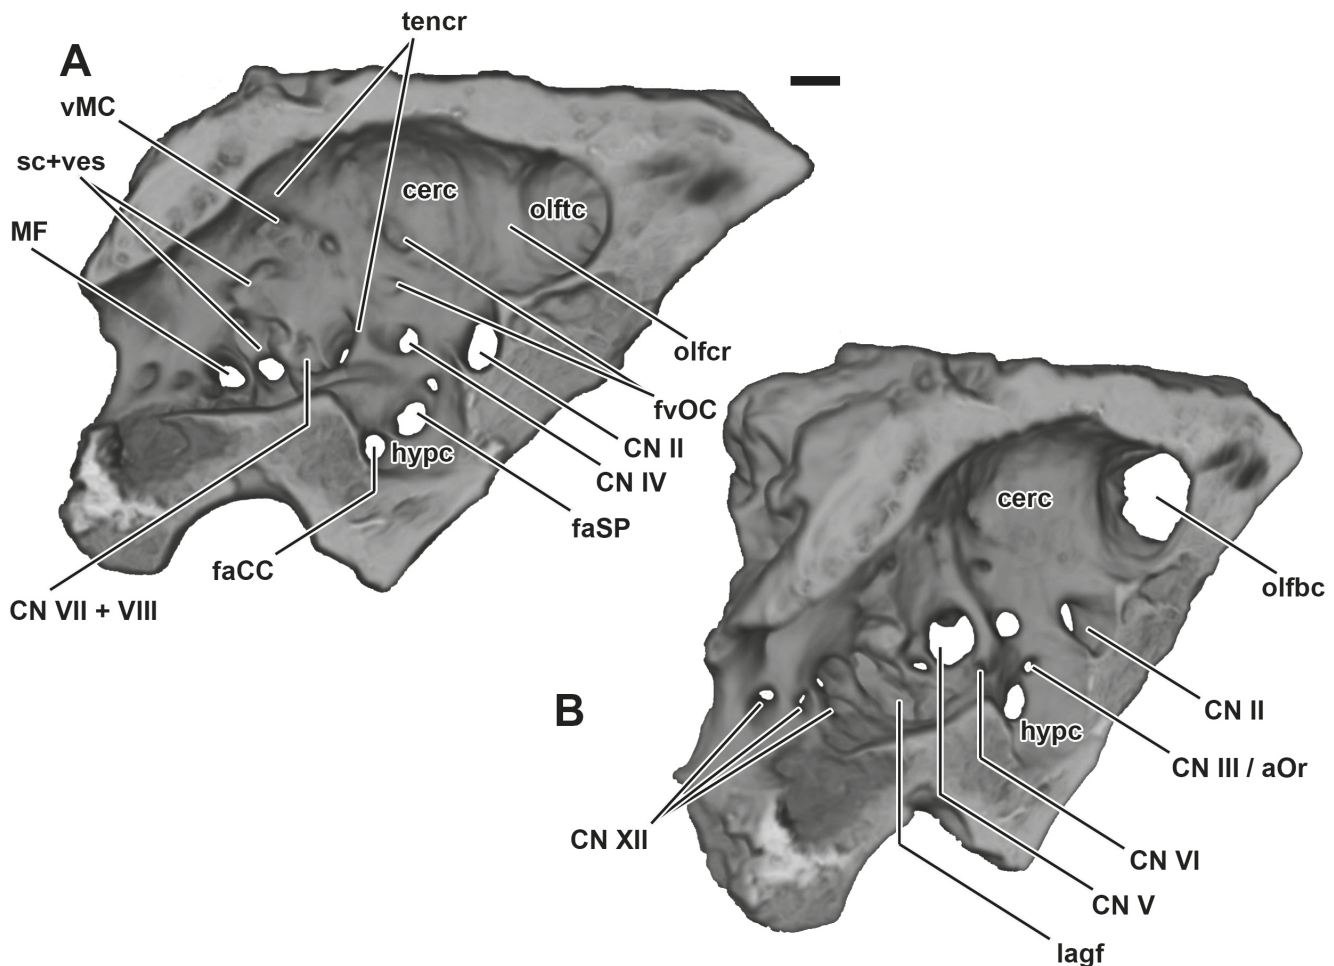 tencr
A
vMC
sc+ves
MF
cerc
olftc
olfcr
fvOC
CN II
CN IV
hypc
faSP
faCC
CN VII + VIII
cerc
olfbc
B
CN II
hypc
CN III / aOr
CN XII
CN VI
CN V
lagf